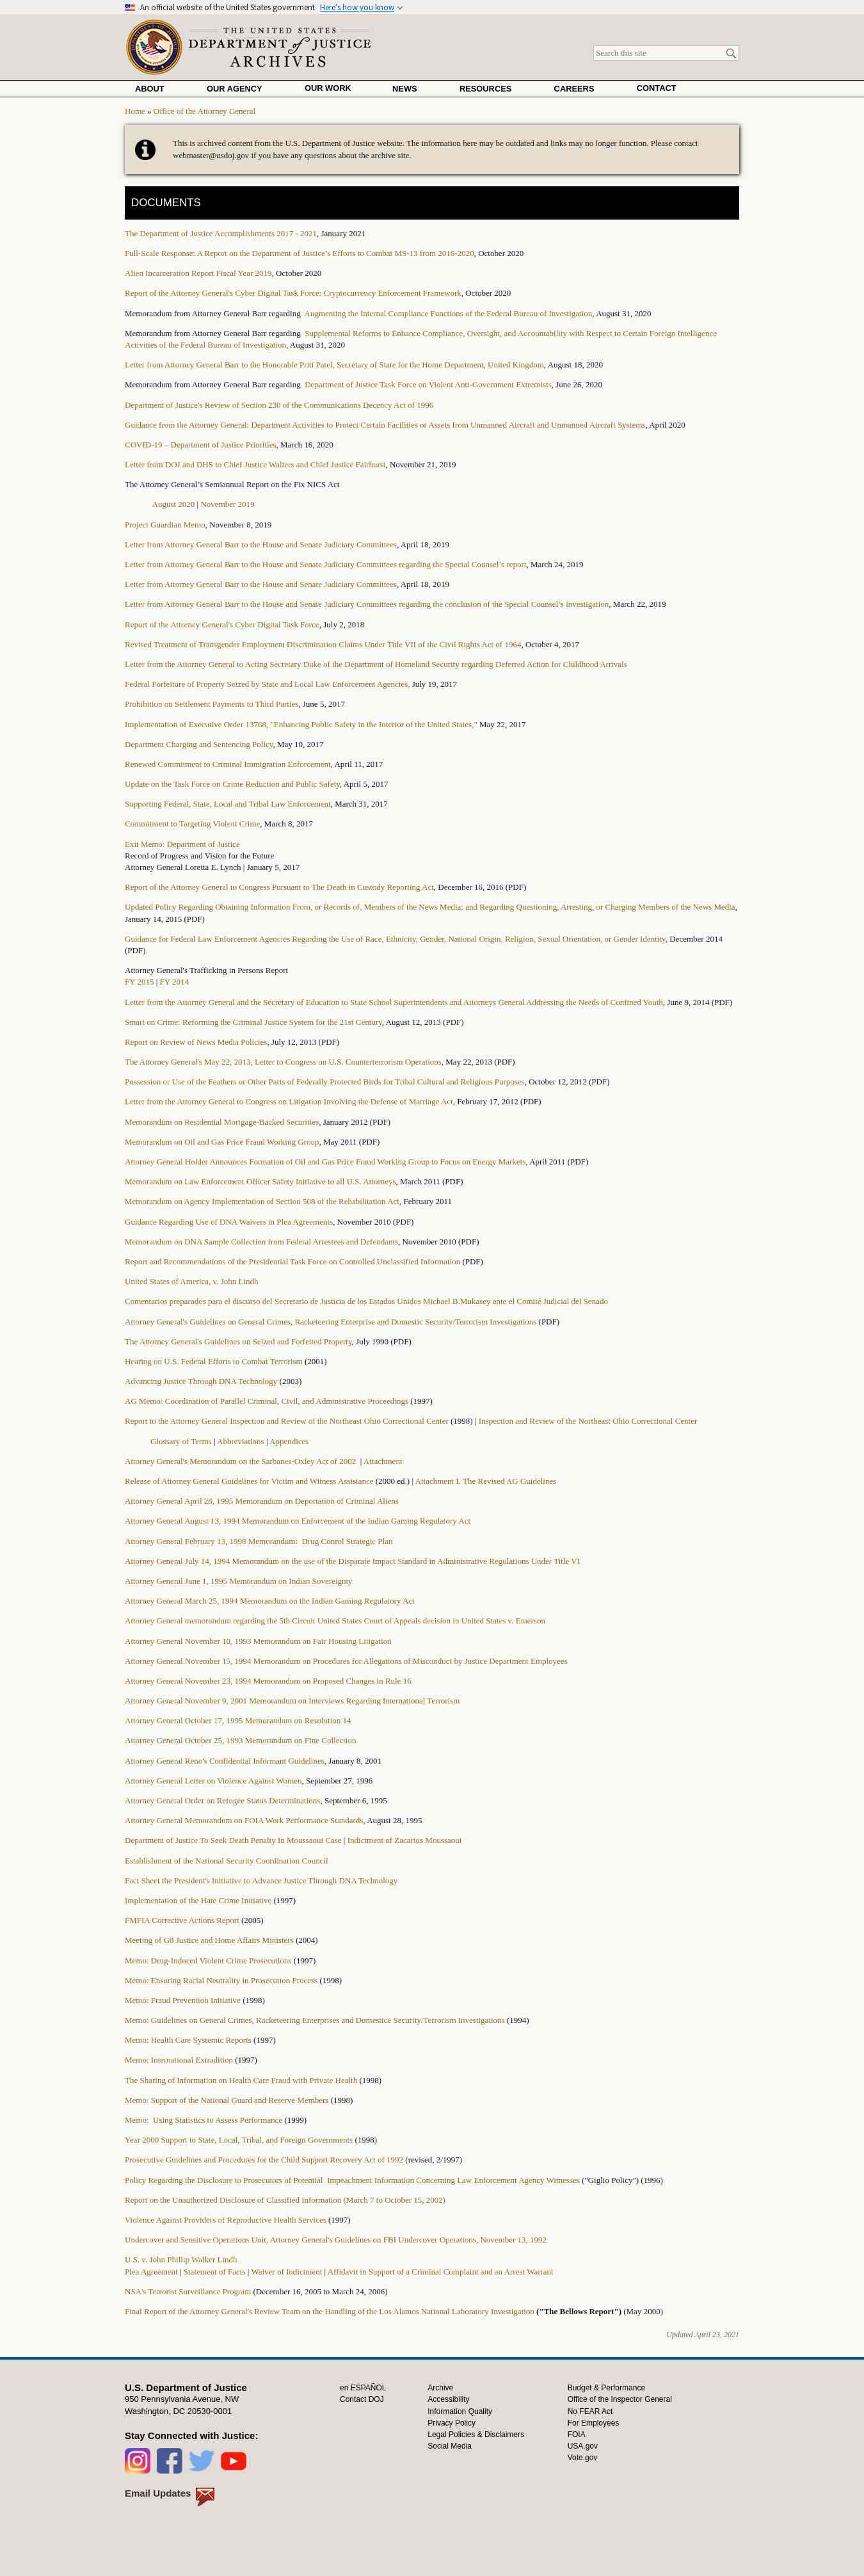 An official website of the United States government Here's how you know
THE UNITED STATES
DEPARTMENT of JUSTICE
ARCHIVES
Search this site
ABOUT OUR AGENCY OUR WORK NEWS RESOURCES CAREERS CONTACT
Home » Office of the Attorney General
This is archived content from the U.S. Department of Justice website. The information here may be outdated and links may no longer function. Please contact
webmaster@usdoj.gov if you have any questions about the archive site.
DOCUMENTS
The Department of Justice Accomplishments 2017 - 2021, January 2021
Full-Scale Response: A Report on the Department of Justice's Efforts to Combat MS-13 from 2016-2020, October 2020
Alien Incarceration Report Fiscal Year 2019, October 2020
Report of the Attorney General's Cyber Digital Task Force: Cryptocurrency Enforcement Framework, October 2020
Memorandum from Attorney General Barr regarding Augmenting the Internal Compliance Functions of the Federal Bureau of Investigation, August 31, 2020
Memorandum from Attorney General Barr regarding Supplemental Reforms to Enhance Compliance, Oversight, and Accountability with Respect to Certain Foreign Intelligence
Activities of the Federal Bureau of Investigation, August 31, 2020
Letter from Attorney General Barr to the Honorable Priti Patel, Secretary of State for the Home Department, United Kingdom, August 18, 2020
Memorandum from Attorney General Barr regarding Department of Justice Task Force on Violent Anti-Government Extremists, June 26, 2020
Department of Justice's Review of Section 230 of the Communications Decency Act of 1996
Guidance from the Attorney General: Department Activities to Protect Certain Facilities or Assets from Unmanned Aircraft and Unmanned Aircraft Systems, April 2020
COVID-19 – Department of Justice Priorities, March 16, 2020
Letter from DOJ and DHS to Chief Justice Walters and Chief Justice Fairhurst, November 21, 2019
The Attorney General's Semiannual Report on the Fix NICS Act
August 2020 | November 2019
Project Guardian Memo, November 8, 2019
Letter from Attorney General Barr to the House and Senate Judiciary Committees, April 18, 2019
Letter from Attorney General Barr to the House and Senate Judiciary Committees regarding the Special Counsel's report, March 24, 2019
Letter from Attorney General Barr to the House and Senate Judiciary Committees, April 18, 2019
Letter from Attorney General Barr to the House and Senate Judiciary Committees regarding the conclusion of the Special Counsel's investigation, March 22, 2019
Report of the Attorney General's Cyber Digital Task Force, July 2, 2018
Revised Treatment of Transgender Employment Discrimination Claims Under Title VII of the Civil Rights Act of 1964, October 4, 2017
Letter from the Attorney General to Acting Secretary Duke of the Department of Homeland Security regarding Deferred Action for Childhood Arrivals
Federal Forfeiture of Property Seized by State and Local Law Enforcement Agencies, July 19, 2017
Prohibition on Settlement Payments to Third Parties, June 5, 2017
Implementation of Executive Order 13768, "Enhancing Public Safety in the Interior of the United States," May 22, 2017
Department Charging and Sentencing Policy, May 10, 2017
Renewed Commitment to Criminal Immigration Enforcement, April 11, 2017
Update on the Task Force on Crime Reduction and Public Safety, April 5, 2017
Supporting Federal, State, Local and Tribal Law Enforcement, March 31, 2017
Commitment to Targeting Violent Crime, March 8, 2017
Exit Memo: Department of Justice
Record of Progress and Vision for the Future
Attorney General Loretta E. Lynch | January 5, 2017
Report of the Attorney General to Congress Pursuant to The Death in Custody Reporting Act, December 16, 2016 (PDF)
Updated Policy Regarding Obtaining Information From, or Records of, Members of the News Media; and Regarding Questioning, Arresting, or Charging Members of the News Media,
January 14, 2015 (PDF)
Guidance for Federal Law Enforcement Agencies Regarding the Use of Race, Ethnicity, Gender, National Origin, Religion, Sexual Orientation, or Gender Identity, December 2014
(PDF)
Attorney General's Trafficking in Persons Report
FY 2015 | FY 2014
Letter from the Attorney General and the Secretary of Education to State School Superintendents and Attorneys General Addressing the Needs of Confined Youth, June 9, 2014 (PDF)
Smart on Crime: Reforming the Criminal Justice System for the 21st Century, August 12, 2013 (PDF)
Report on Review of News Media Policies, July 12, 2013 (PDF)
The Attorney General's May 22, 2013, Letter to Congress on U.S. Counterterrorism Operations, May 22, 2013 (PDF)
Possession or Use of the Feathers or Other Parts of Federally Protected Birds for Tribal Cultural and Religious Purposes, October 12, 2012 (PDF)
Letter from the Attorney General to Congress on Litigation Involving the Defense of Marriage Act, February 17, 2012 (PDF)
Memorandum on Residential Mortgage-Backed Securities, January 2012 (PDF)
Memorandum on Oil and Gas Price Fraud Working Group, May 2011 (PDF)
Attorney General Holder Announces Formation of Oil and Gas Price Fraud Working Group to Focus on Energy Markets, April 2011 (PDF)
Memorandum on Law Enforcement Officer Safety Initiative to all U.S. Attorneys, March 2011 (PDF)
Memorandum on Agency Implementation of Section 508 of the Rehabilitation Act, February 2011
Guidance Regarding Use of DNA Waivers in Plea Agreements, November 2010 (PDF)
Memorandum on DNA Sample Collection from Federal Arrestees and Defendants, November 2010 (PDF)
Report and Recommendations of the Presidential Task Force on Controlled Unclassified Information (PDF)
United States of America, v. John Lindh
Comentarios preparados para el discurso del Secretario de Justicia de los Estados Unidos Michael B.Mukasey ante el Comité Judicial del Senado
Attorney General's Guidelines on General Crimes, Racketeering Enterprise and Domestic Security/Terrorism Investigations (PDF)
The Attorney General's Guidelines on Seized and Forfeited Property, July 1990 (PDF)
Hearing on U.S. Federal Efforts to Combat Terrorism (2001)
Advancing Justice Through DNA Technology (2003)
AG Memo: Coordination of Parallel Criminal, Civil, and Administrative Proceedings (1997)
Report to the Attorney General Inspection and Review of the Northeast Ohio Correctional Center (1998) | Inspection and Review of the Northeast Ohio Correctional Center
Glossary of Terms | Abbreviations | Appendices
Attorney General's Memorandum on the Sarbanes-Oxley Act of 2002 | Attachment
Release of Attorney General Guidelines for Victim and Witness Assistance (2000 ed.) | Attachment I. The Revised AG Guidelines
Attorney General April 28, 1995 Memorandum on Deportation of Criminal Aliens
Attorney General August 13, 1994 Memorandum on Enforcement of the Indian Gaming Regulatory Act
Attorney General February 13, 1998 Memorandum: Drug Conrol Strategic Plan
Attorney General July 14, 1994 Memorandum on the use of the Disparate Impact Standard in Administrative Regulations Under Title VI
Attorney General June 1, 1995 Memorandum on Indian Sovereignty
Attorney General March 25, 1994 Memorandum on the Indian Gaming Regulatory Act
Attorney General memorandum regarding the 5th Circuit United States Court of Appeals decision in United States v. Emerson
Attorney General November 10, 1993 Memorandum on Fair Housing Litigation
Attorney General November 15, 1994 Memorandum on Procedures for Allegations of Misconduct by Justice Department Employees
Attorney General November 23, 1994 Memorandum on Proposed Changes in Rule 16
Attorney General November 9, 2001 Memorandum on Interviews Regarding International Terrorism
Attorney General October 17, 1995 Memorandum on Resolution 14
Attorney General October 25, 1993 Memorandum on Fine Collection
Attorney General Reno's Confidential Informant Guidelines, January 8, 2001
Attorney General Letter on Violence Against Women, September 27, 1996
Attorney General Order on Refugee Status Determinations, September 6, 1995
Attorney General Memorandum on FOIA Work Performance Standards, August 28, 1995
Department of Justice To Seek Death Penalty In Moussaoui Case | Indictment of Zacarius Moussaoui
Establishment of the National Security Coordination Council
Fact Sheet the President's Initiative to Advance Justice Through DNA Technology
Implementation of the Hate Crime Initiative (1997)
FMFIA Corrective Actions Report (2005)
Meeting of G8 Justice and Home Affairs Ministers (2004)
Memo: Drug-Induced Violent Crime Prosecutions (1997)
Memo: Ensuring Racial Neutrality in Prosecution Process (1998)
Memo: Fraud Prevention Initiative (1998)
Memo: Guidelines on General Crimes, Racketeering Enterprises and Domestice Security/Terrorism Investigations (1994)
Memo: Health Care Systemic Reports (1997)
Memo: International Extradition (1997)
The Sharing of Information on Health Care Fraud with Private Health (1998)
Memo: Support of the National Guard and Reserve Members (1998)
Memo: Using Statistics to Assess Performance (1999)
Year 2000 Support to State, Local, Tribal, and Foreign Governments (1998)
Prosecutive Guidelines and Procedures for the Child Support Recovery Act of 1992 (revised, 2/1997)
Policy Regarding the Disclosure to Prosecutors of Potential Impeachment Information Concerning Law Enforcement Agency Witnesses ("Giglio Policy") (1996)
Report on the Unauthorized Disclosure of Classified Information (March 7 to October 15, 2002)
Violence Against Providers of Reproductive Health Services (1997)
Undercover and Sensitive Operations Unit, Attorney General's Guidelines on FBI Undercover Operations, November 13, 1992
U.S. v. John Phillip Walker Lindh
Plea Agreement | Statement of Facts | Waiver of Indictment | Affidavit in Support of a Criminal Complaint and an Arrest Warrant
NSA's Terrorist Surveillance Program (December 16, 2005 to March 24, 2006)
Final Report of the Attorney General's Review Team on the Handling of the Los Alamos National Laboratory Investigation ("The Bellows Report") (May 2000)
Updated April 23, 2021
U.S. Department of Justice
950 Pennsylvania Avenue, NW
Washington, DC 20530-0001
Stay Connected with Justice:
Email Updates
en ESPAÑOL
Contact DOJ
Archive
Accessibility
Information Quality
Privacy Policy
Legal Policies & Disclaimers
Social Media
Budget & Performance
Office of the Inspector General
No FEAR Act
For Employees
FOIA
USA.gov
Vote.gov